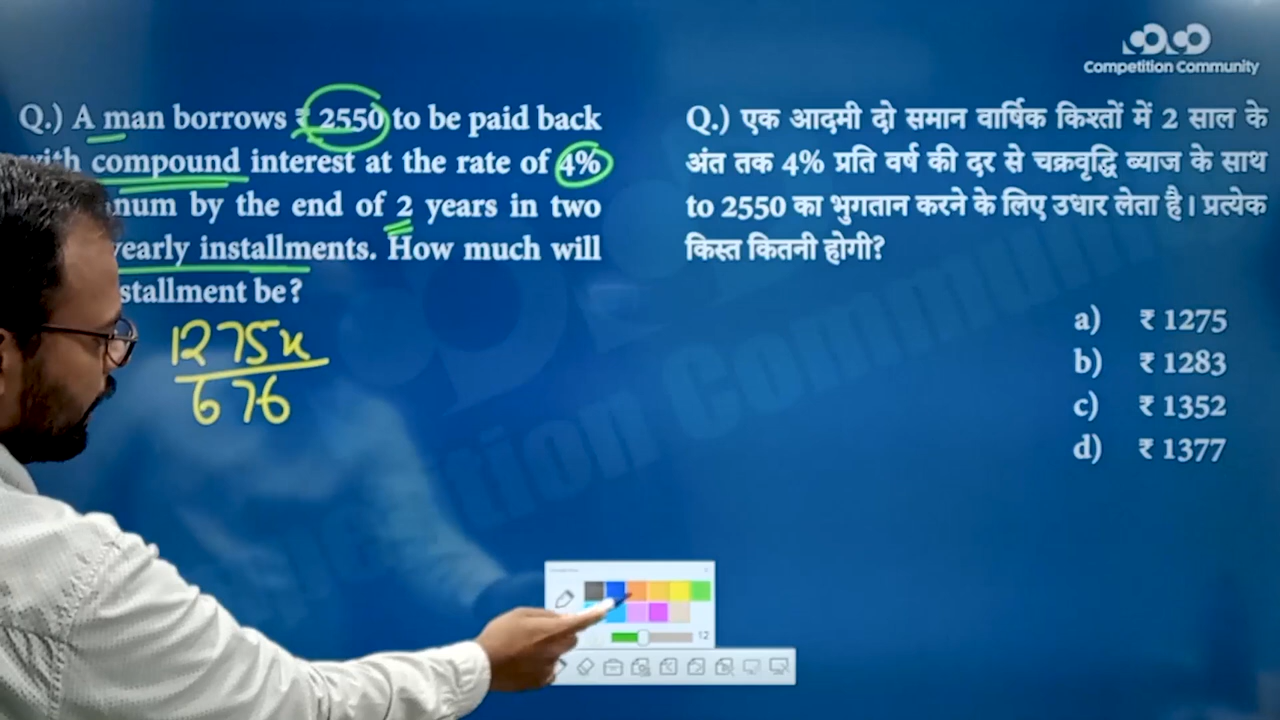 Competition Community
Q.) A man borrows ₹ 2550 to be paid back
with compound interest at the rate of 4%
num by the end of 2 years in two
yearly installments. How much will
stallment be?
1275x
676
Q.) एक आदमी दो समान वार्षिक किश्तों में 2 साल के
अंत तक 4% प्रति वर्ष की दर से चक्रवृद्धि ब्याज के साथ
to 2550 का भुगतान करने के लिए उधार लेता है। प्रत्येक
किस्त कितनी होगी?
a) ₹ 1275
b) ₹ 1283
c) ₹ 1352
d) ₹ 1377
12